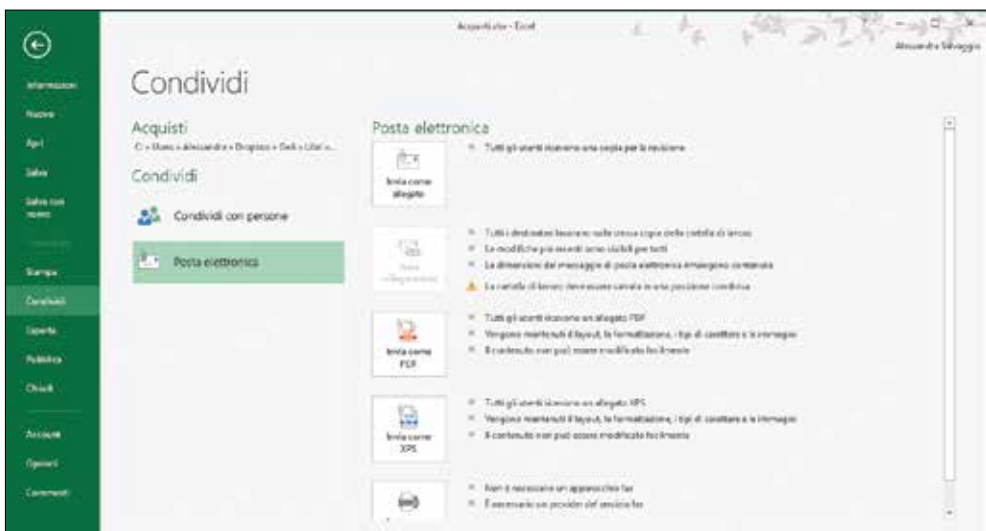 Acquisti.xlsx - Excel
Alessandra Salvaggio
Informazioni
Nuovo
Apri
Salva
Salva con
nome
Stampa
Condividi
Esporta
Pubblica
Chiudi
Account
Opzioni
Commenti
Condividi
Acquisti
C: » Users » Alessandra » Dropbox »
Condividi
Condividi con persone
Posta elettronica
Posta elettronica
Invia come
allegato
Tutti gli utenti ricevono una copia per la revisione
Tutti i destinatari lavorano sulla stessa copia della cartella di lavoro
Le modifiche più recenti sono visibili per tutti
Le dimensioni del messaggio di posta elettronica rimangono contenute
La cartella di lavoro deve essere salvata in una posizione condivisa
Invia come
PDF
Tutti gli utenti ricevono un allegato PDF
Vengono mantenuti il layout, la formattazione, i tipi di carattere e le immagini
Il contenuto non può essere modificato facilmente
Invia come
XPS
Tutti gli utenti ricevono un allegato XPS
Vengono mantenuti il layout, la formattazione, i tipi di carattere e le immagini
Il contenuto non può essere modificato facilmente
Non è necessario un apparecchio fax
È necessario un provider del servizio fax